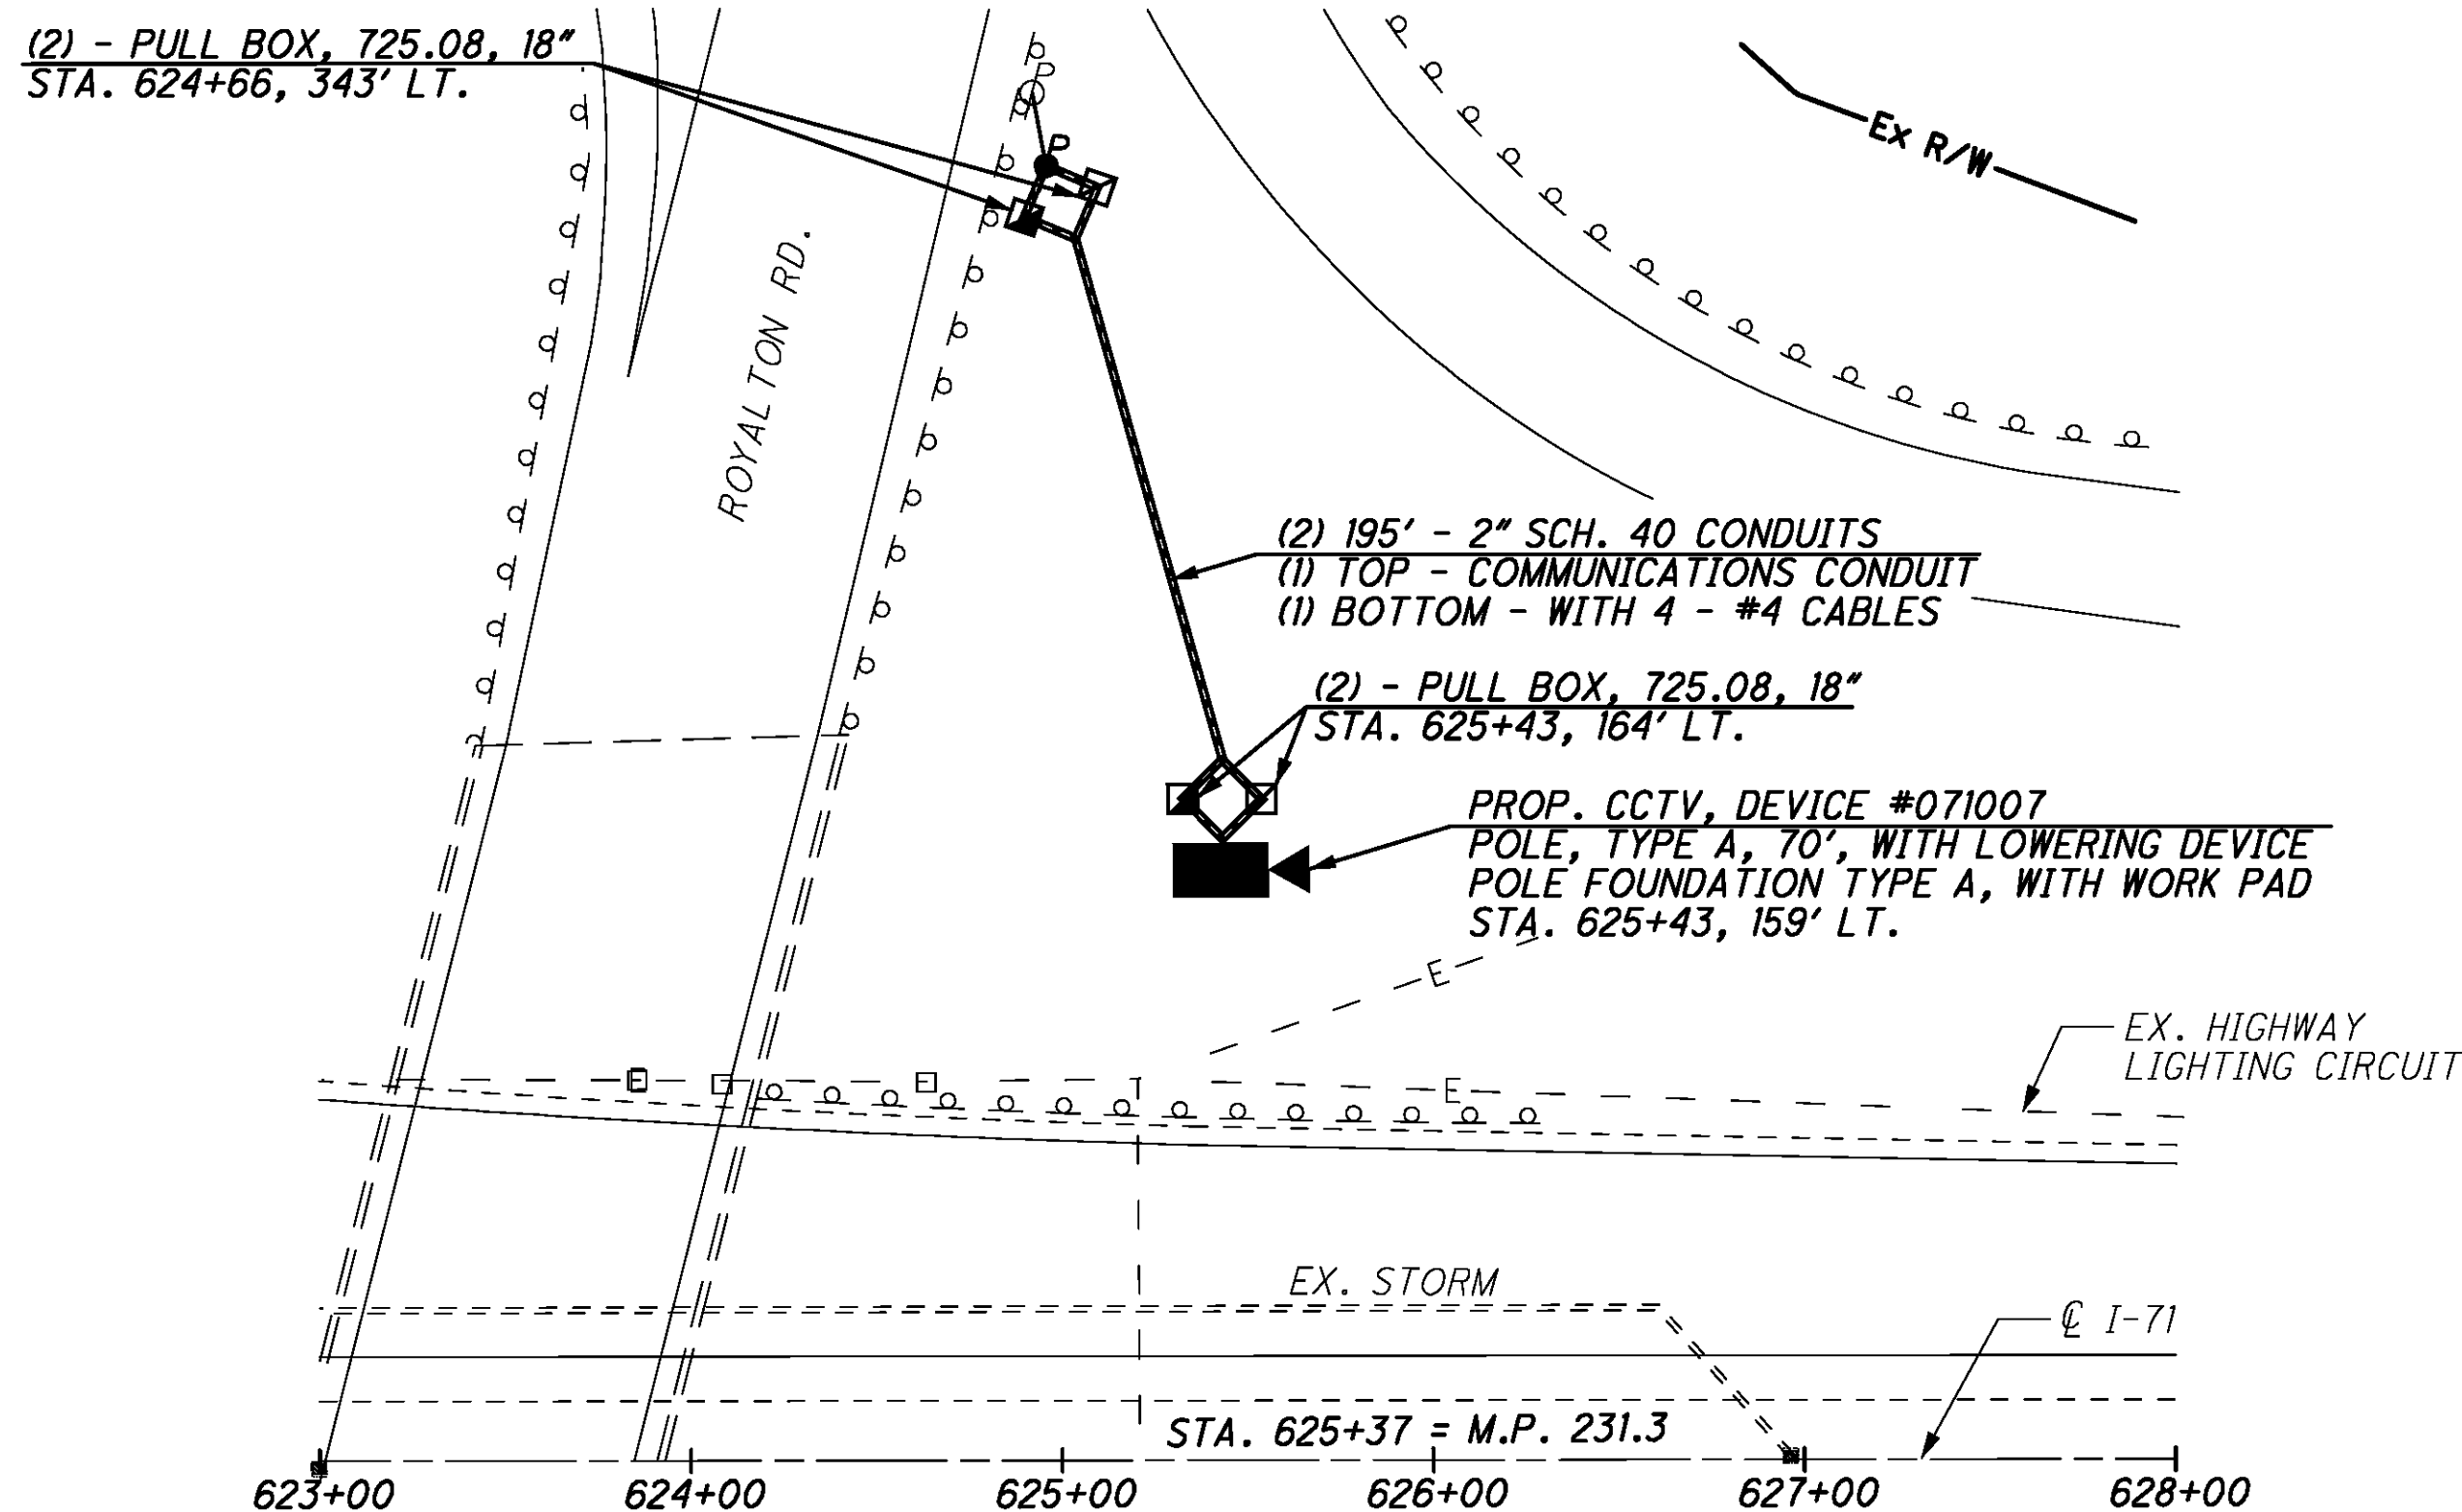 (2) - PULL BOX, 725.08, 18"
STA. 624+66, 343' LT.
P
P
Ex R/W
ROYALTON RD.
(2) 195' - 2" SCH. 40 CONDUITS
(1) TOP - COMMUNICATIONS CONDUIT
(1) BOTTOM - WITH 4 - #4 CABLES
(2) - PULL BOX, 725.08, 18"
STA. 625+43, 164' LT.
PROP. CCTV, DEVICE #071007
POLE, TYPE A, 70', WITH LOWERING DEVICE
POLE FOUNDATION TYPE A, WITH WORK PAD
STA. 625+43, 159' LT.
E
EX. HIGHWAY
LIGHTING CIRCUIT
E
EX. STORM
℄ I-71
STA. 625+37 = M.P. 231.3
623+00 624+00 625+00 626+00 627+00 628+00